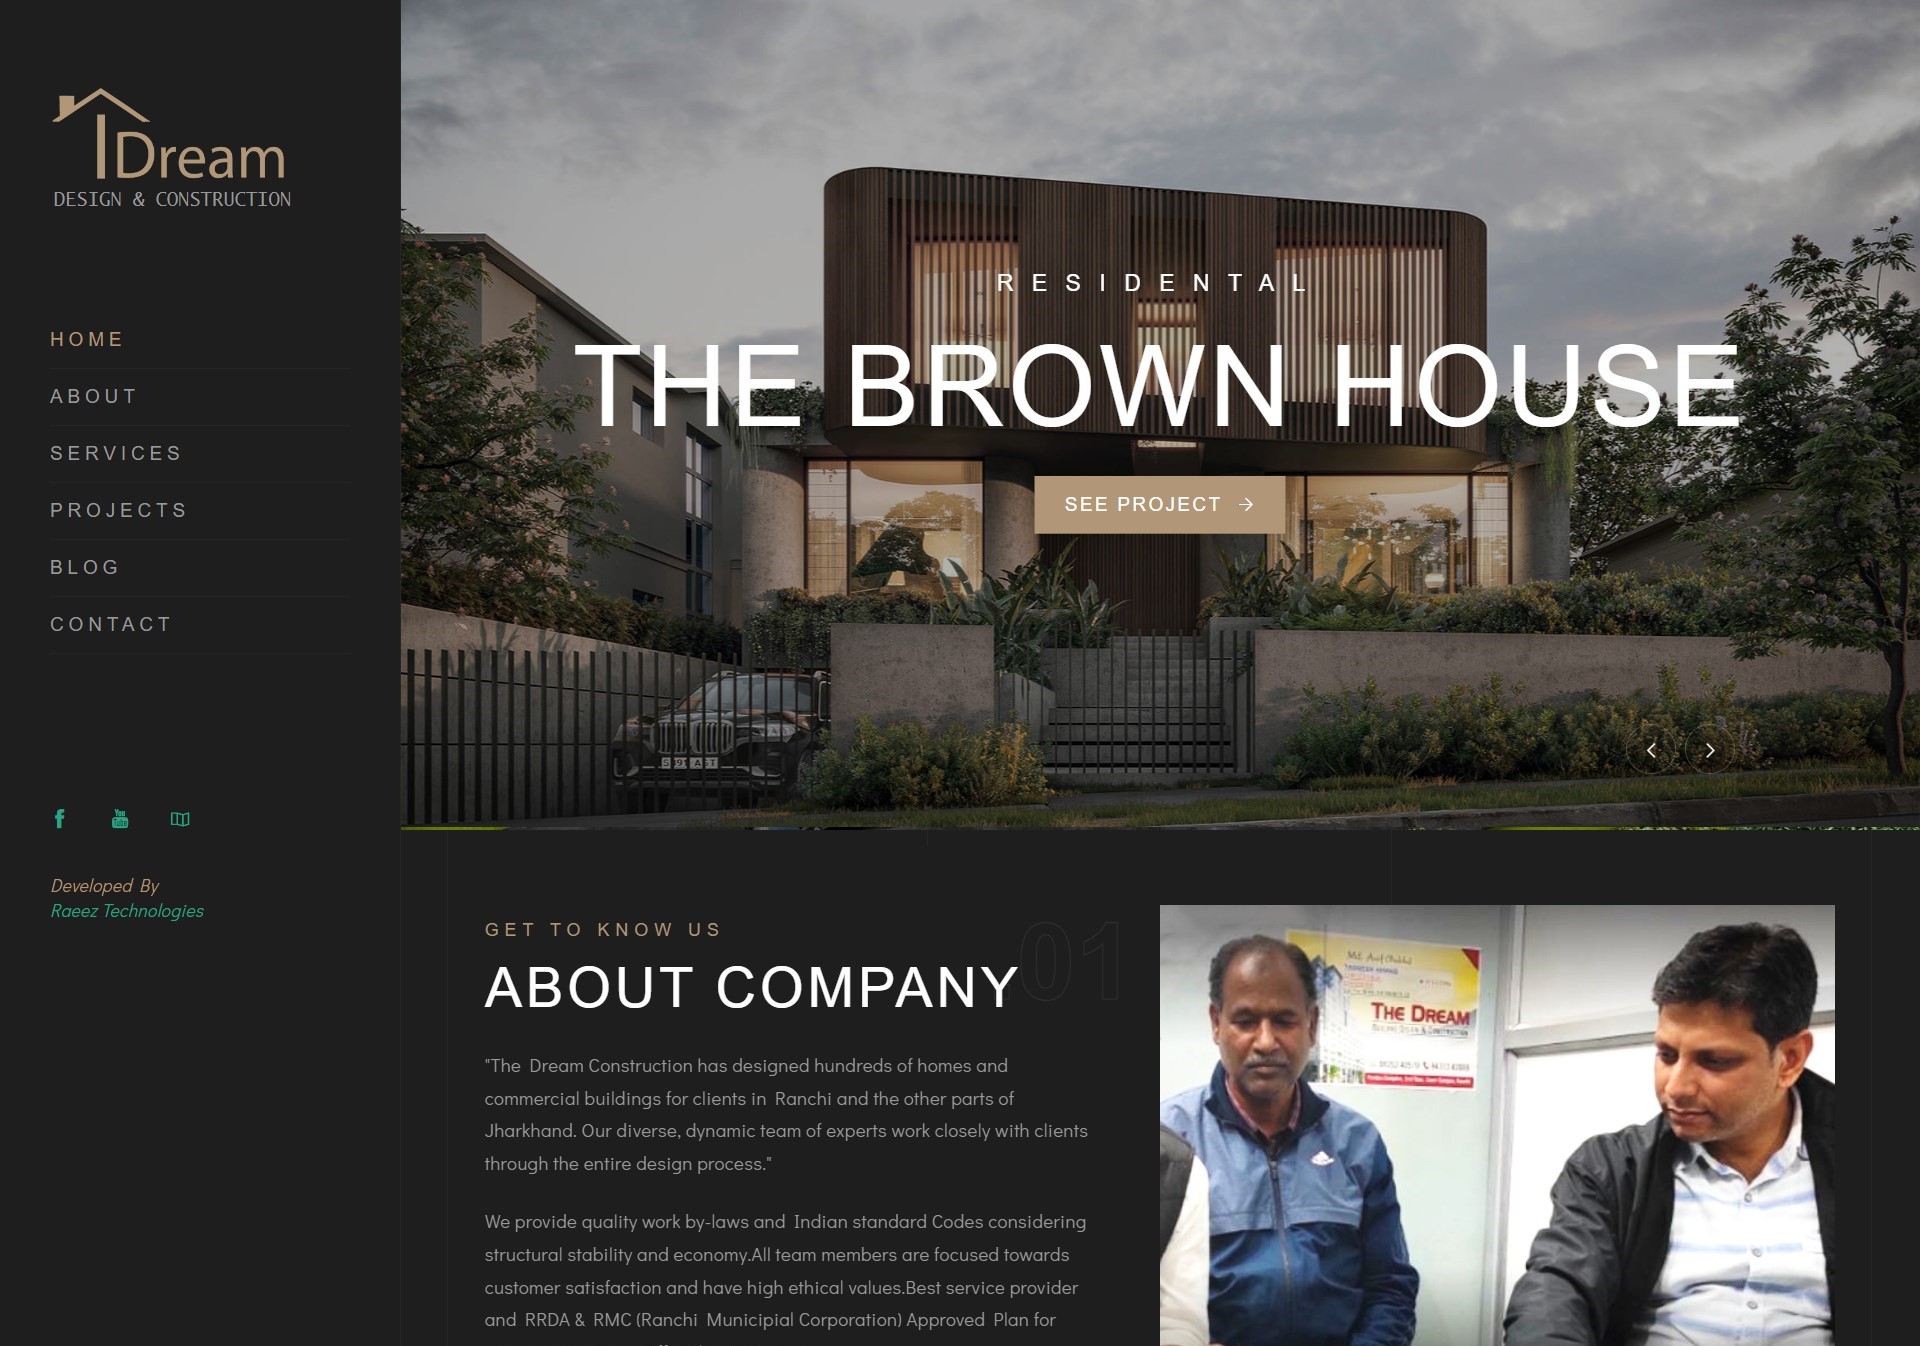 Dream
DESIGN & CONSTRUCTION
HOME
ABOUT
SERVICES
PROJECTS
BLOG
CONTACT
Developed By
Raeez Technologies
RESIDENTAL
THE BROWN HOUSE
SEE PROJECT
GET TO KNOW US
01
ABOUT COMPANY
"The Dream Construction has designed hundreds of homes and
commercial buildings for clients in Ranchi and the other parts of
Jharkhand. Our diverse, dynamic team of experts work closely with clients
through the entire design process."
We provide quality work by-laws and Indian standard Codes considering
structural stability and economy.All team members are focused towards
customer satisfaction and have high ethical values.Best service provider
and RRDA & RMC (Ranchi Municipial Corporation) Approved Plan for
THE DREAM